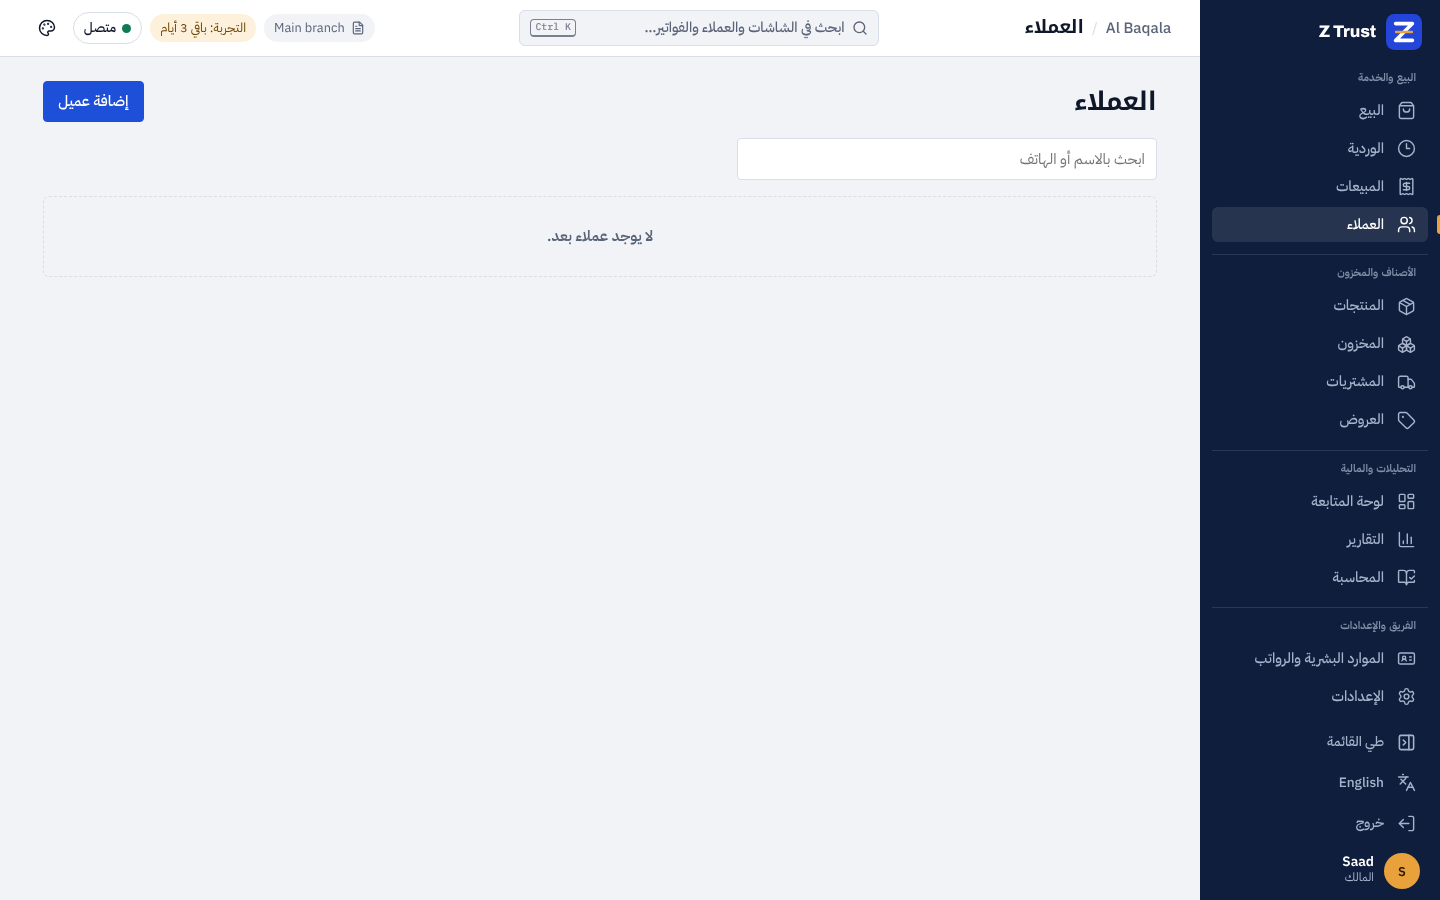 Z Trust
البيع والخدمة
البيع
الوردية
المبيعات
العملاء
الأصناف والمخزون
المنتجات
المخزون
المشتريات
العروض
التحليلات والمالية
لوحة المتابعة
التقارير
المحاسبة
الفريق والإعدادات
الموارد البشرية والرواتب
الإعدادات
طي القائمة
English
خروج
S
Saad
المالك
Al Baqala / العملاء
ابحث في الشاشات والعملاء والفواتير... Ctrl K
Main branch
التجربة: باقي 3 أيام
متصل
العملاء
إضافة عميل
ابحث بالاسم أو الهاتف
لا يوجد عملاء بعد.